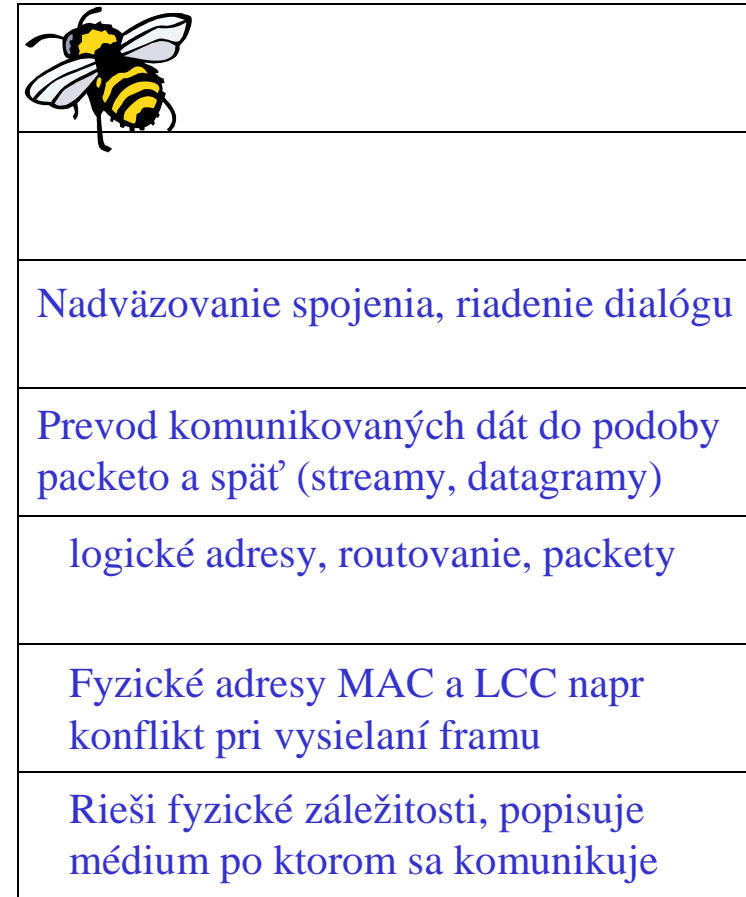 Nadväzovanie spojenia, riadenie dialógu
Prevod komunikovaných dát do podoby
packeto a späť (streamy, datagramy)
logické adresy, routovanie, packety
Fyzické adresy MAC a LCC napr
konflikt pri vysielaní framu
Rieši fyzické záležitosti, popisuje
médium po ktorom sa komunikuje